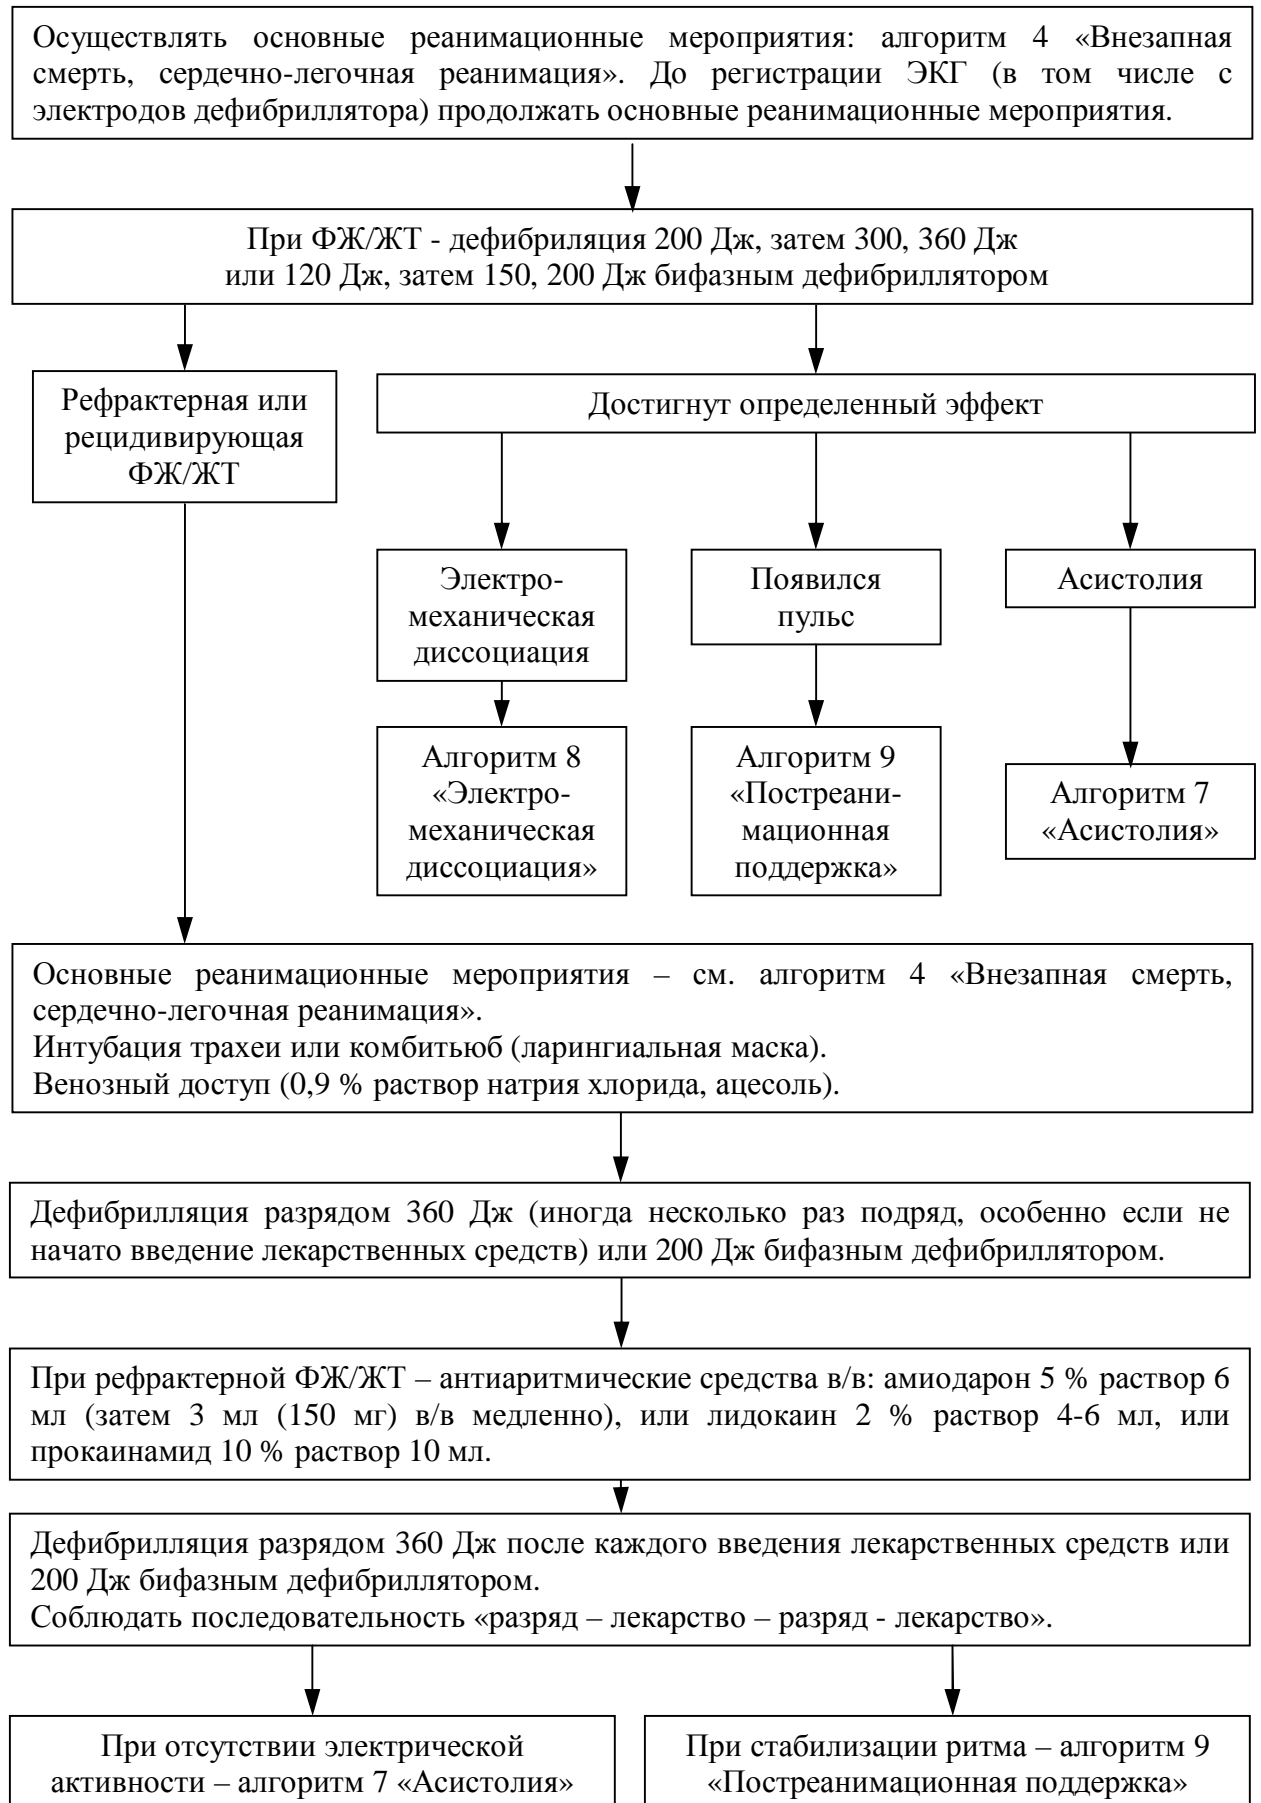 Осуществлять основные реанимационные мероприятия: алгоритм 4 «Внезапная
смерть, сердечно-легочная реанимация». До регистрации ЭКГ (в том числе с
электродов дефибриллятора) продолжать основные реанимационные мероприятия.
При ФЖ/ЖТ - дефибриляция 200 Дж, затем 300, 360 Дж
или 120 Дж, затем 150, 200 Дж бифазным дефибриллятором
Рефрактерная или
рецидивирующая
ФЖ/ЖТ
Достигнут определенный эффект
Электро-
механическая
диссоциация
Появился
пульс
Асистолия
Алгоритм 8
«Электро-
механическая
диссоциация»
Алгоритм 9
«Постреани-
мационная
поддержка»
Алгоритм 7
«Асистолия»
Основные реанимационные мероприятия – см. алгоритм 4 «Внезапная смерть,
сердечно-легочная реанимация».
Интубация трахеи или комбитьюб (ларингиальная маска).
Венозный доступ (0,9 % раствор натрия хлорида, ацесоль).
Дефибрилляция разрядом 360 Дж (иногда несколько раз подряд, особенно если не
начато введение лекарственных средств) или 200 Дж бифазным дефибриллятором.
При рефрактерной ФЖ/ЖТ – антиаритмические средства в/в: амиодарон 5 % раствор 6
мл (затем 3 мл (150 мг) в/в медленно), или лидокаин 2 % раствор 4-6 мл, или
прокаинамид 10 % раствор 10 мл.
Дефибрилляция разрядом 360 Дж после каждого введения лекарственных средств или
200 Дж бифазным дефибриллятором.
Соблюдать последовательность «разряд – лекарство – разряд - лекарство».
При отсутствии электрической
активности – алгоритм 7 «Асистолия»
При стабилизации ритма – алгоритм 9
«Постреанимационная поддержка»